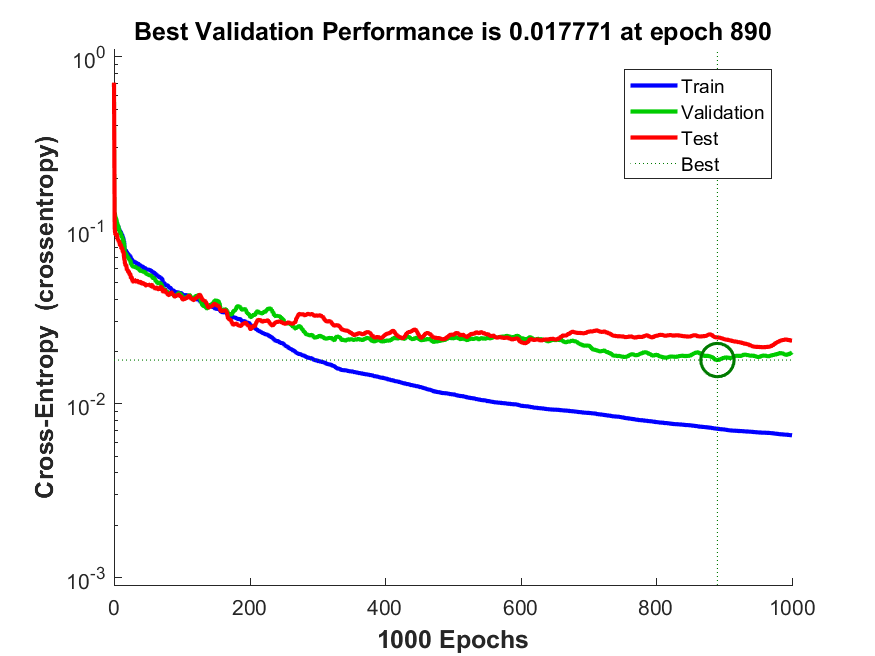 Best Validation Performance is 0.017771 at epoch 890
10^0
10^-1
10^-2
10^-3
Cross-Entropy (crossentropy)
Train
Validation
Test
Best
0 200 400 600 800 1000
1000 Epochs